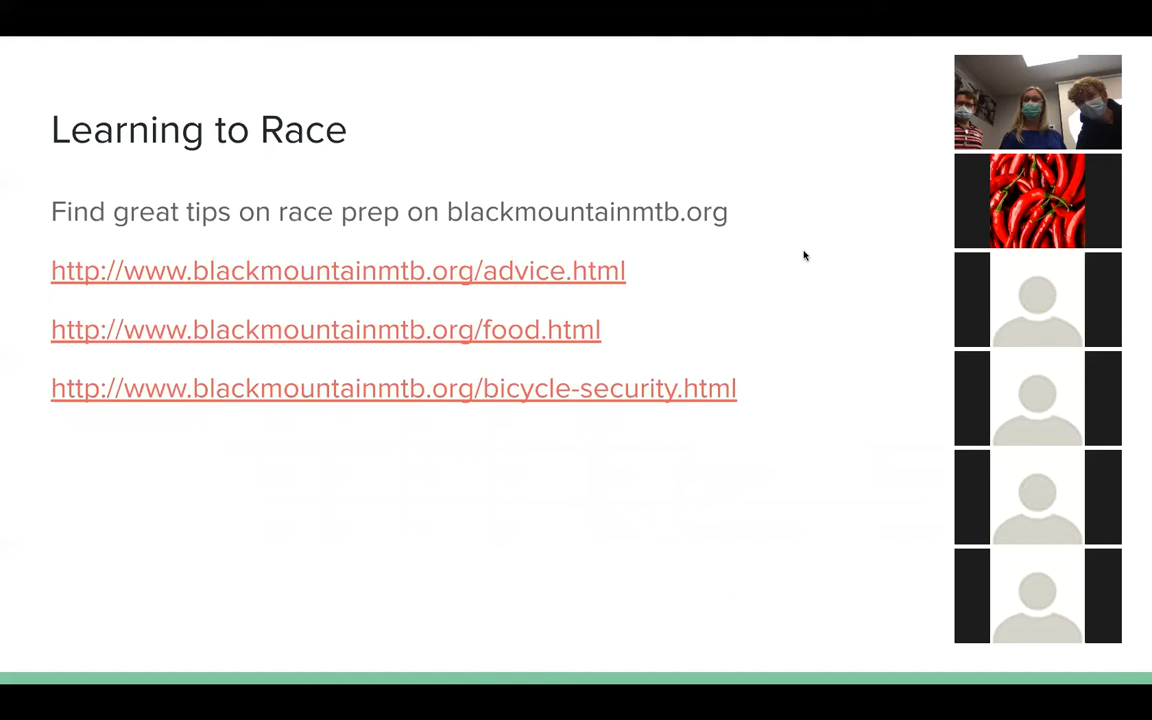 Learning to Race
Find great tips on race prep on blackmountainmtb.org
http://www.blackmountainmtb.org/advice.html
http://www.blackmountainmtb.org/food.html
http://www.blackmountainmtb.org/bicycle-security.html